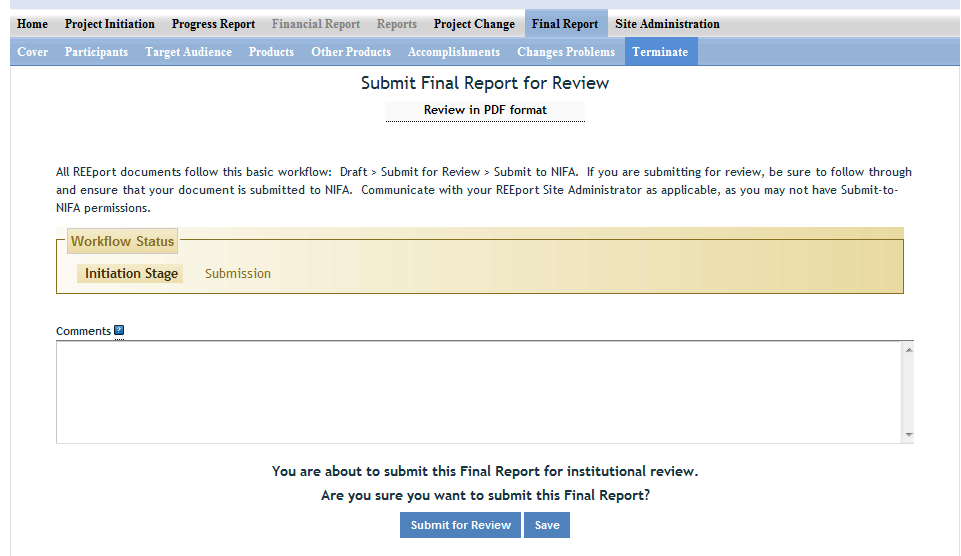 Home Project Initiation Progress Report Financial Report Reports Project Change Final Report Site Administration
Cover Participants Target Audience Products Other Products Accomplishments Changes Problems Terminate
Submit Final Report for Review
Review in PDF format
All REEport documents follow this basic workflow: Draft > Submit for Review > Submit to NIFA. If you are submitting for review, be sure to follow through
and ensure that your document is submitted to NIFA. Communicate with your REEport Site Administrator as applicable, as you may not have Submit-to-
NIFA permissions.
Workflow Status
Initiation Stage Submission
Comments ?
You are about to submit this Final Report for institutional review.
Are you sure you want to submit this Final Report?
Submit for Review Save